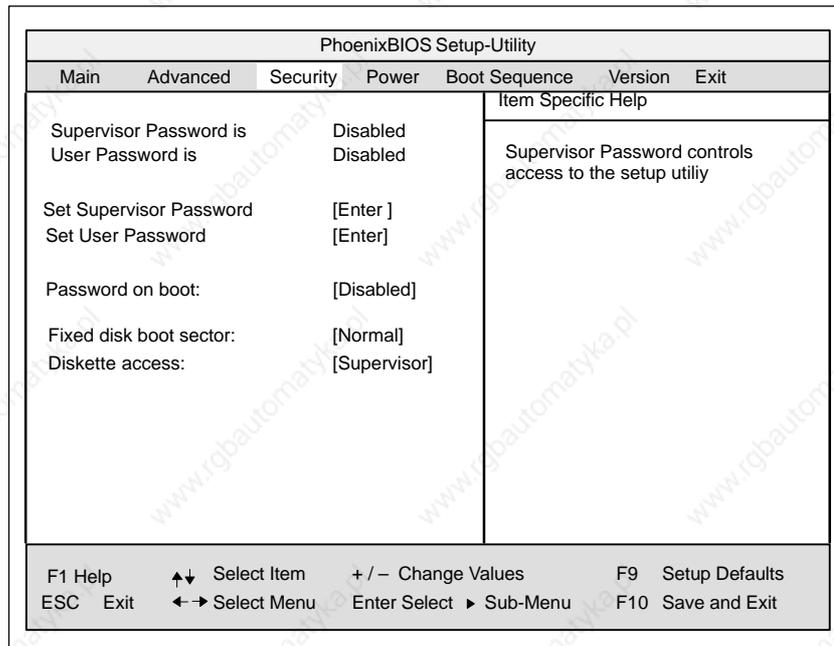 PhoenixBIOS Setup-Utility
Main Advanced Security Power Boot Sequence Version Exit
Item Specific Help
Supervisor Password is Disabled
User Password is Disabled
Supervisor Password controls
access to the setup utiliy
Set Supervisor Password [Enter ]
Set User Password [Enter]
Password on boot: [Disabled]
Fixed disk boot sector: [Normal]
Diskette access: [Supervisor]
F1 Help Select Item + / – Change Values F9 Setup Defaults
ESC Exit Select Menu Enter Select Sub-Menu F10 Save and Exit
www.rgbautomatyka.pl